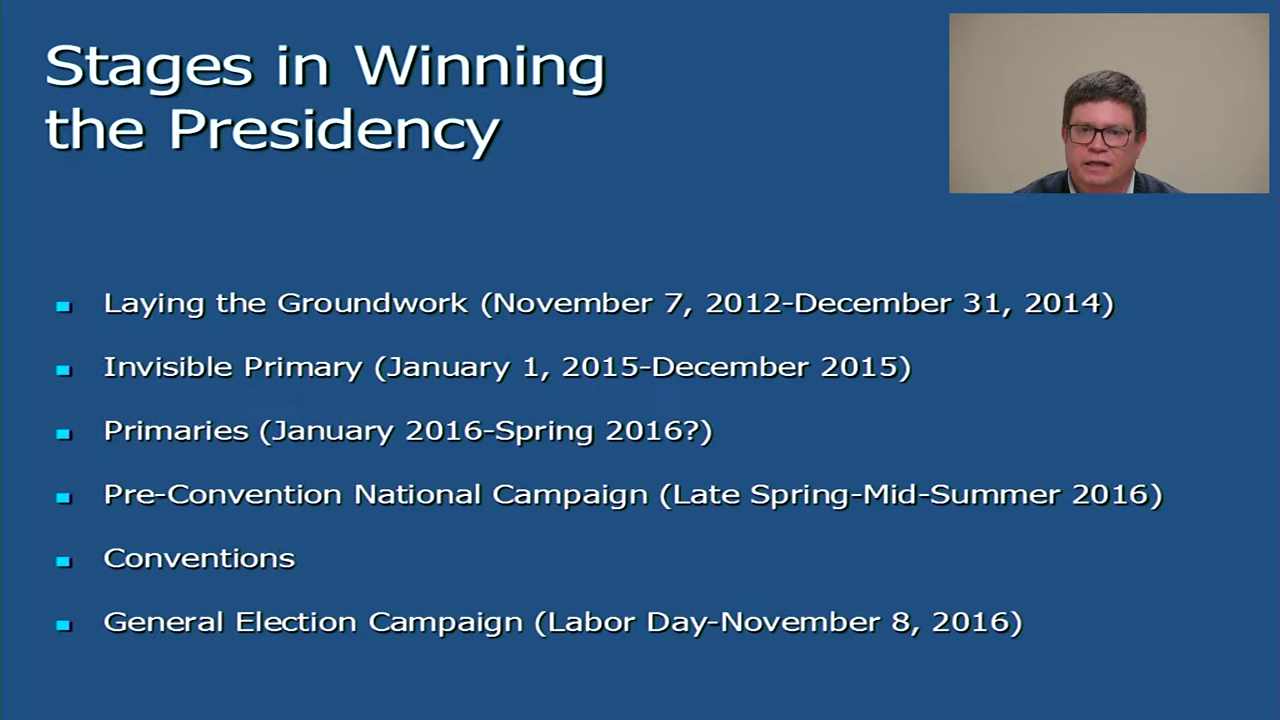 Stages in Winning
the Presidency
Laying the Groundwork (November 7, 2012-December 31, 2014)
Invisible Primary (January 1, 2015-December 2015)
Primaries (January 2016-Spring 2016?)
Pre-Convention National Campaign (Late Spring-Mid-Summer 2016)
Conventions
General Election Campaign (Labor Day-November 8, 2016)